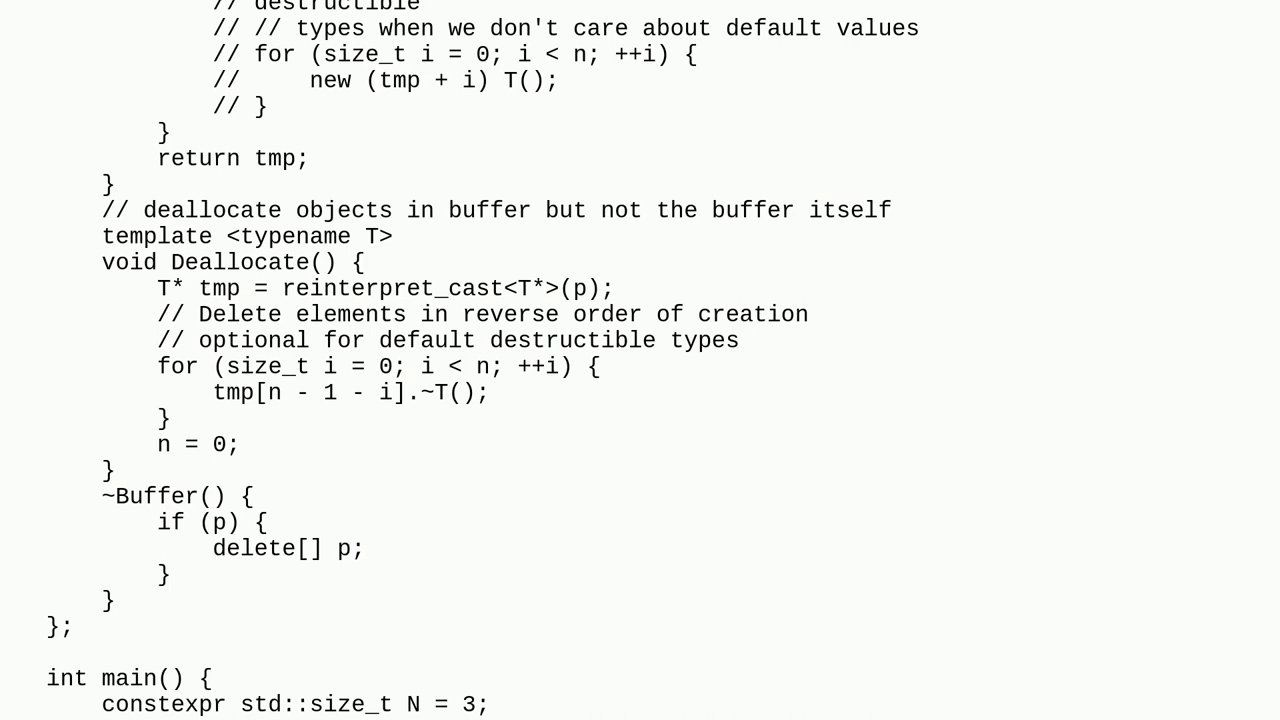 // destructible
// // types when we don't care about default values
// for (size_t i = 0; i < n; ++i) {
//     new (tmp + i) T();
// }
}
return tmp;
}
// deallocate objects in buffer but not the buffer itself
template <typename T>
void Deallocate() {
T* tmp = reinterpret_cast<T*>(p);
// Delete elements in reverse order of creation
// optional for default destructible types
for (size_t i = 0; i < n; ++i) {
tmp[n - 1 - i].~T();
}
n = 0;
}
~Buffer() {
if (p) {
delete[] p;
}
}
};
int main() {
constexpr std::size_t N = 3;